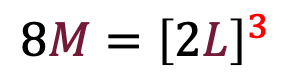 8M = [2L]³